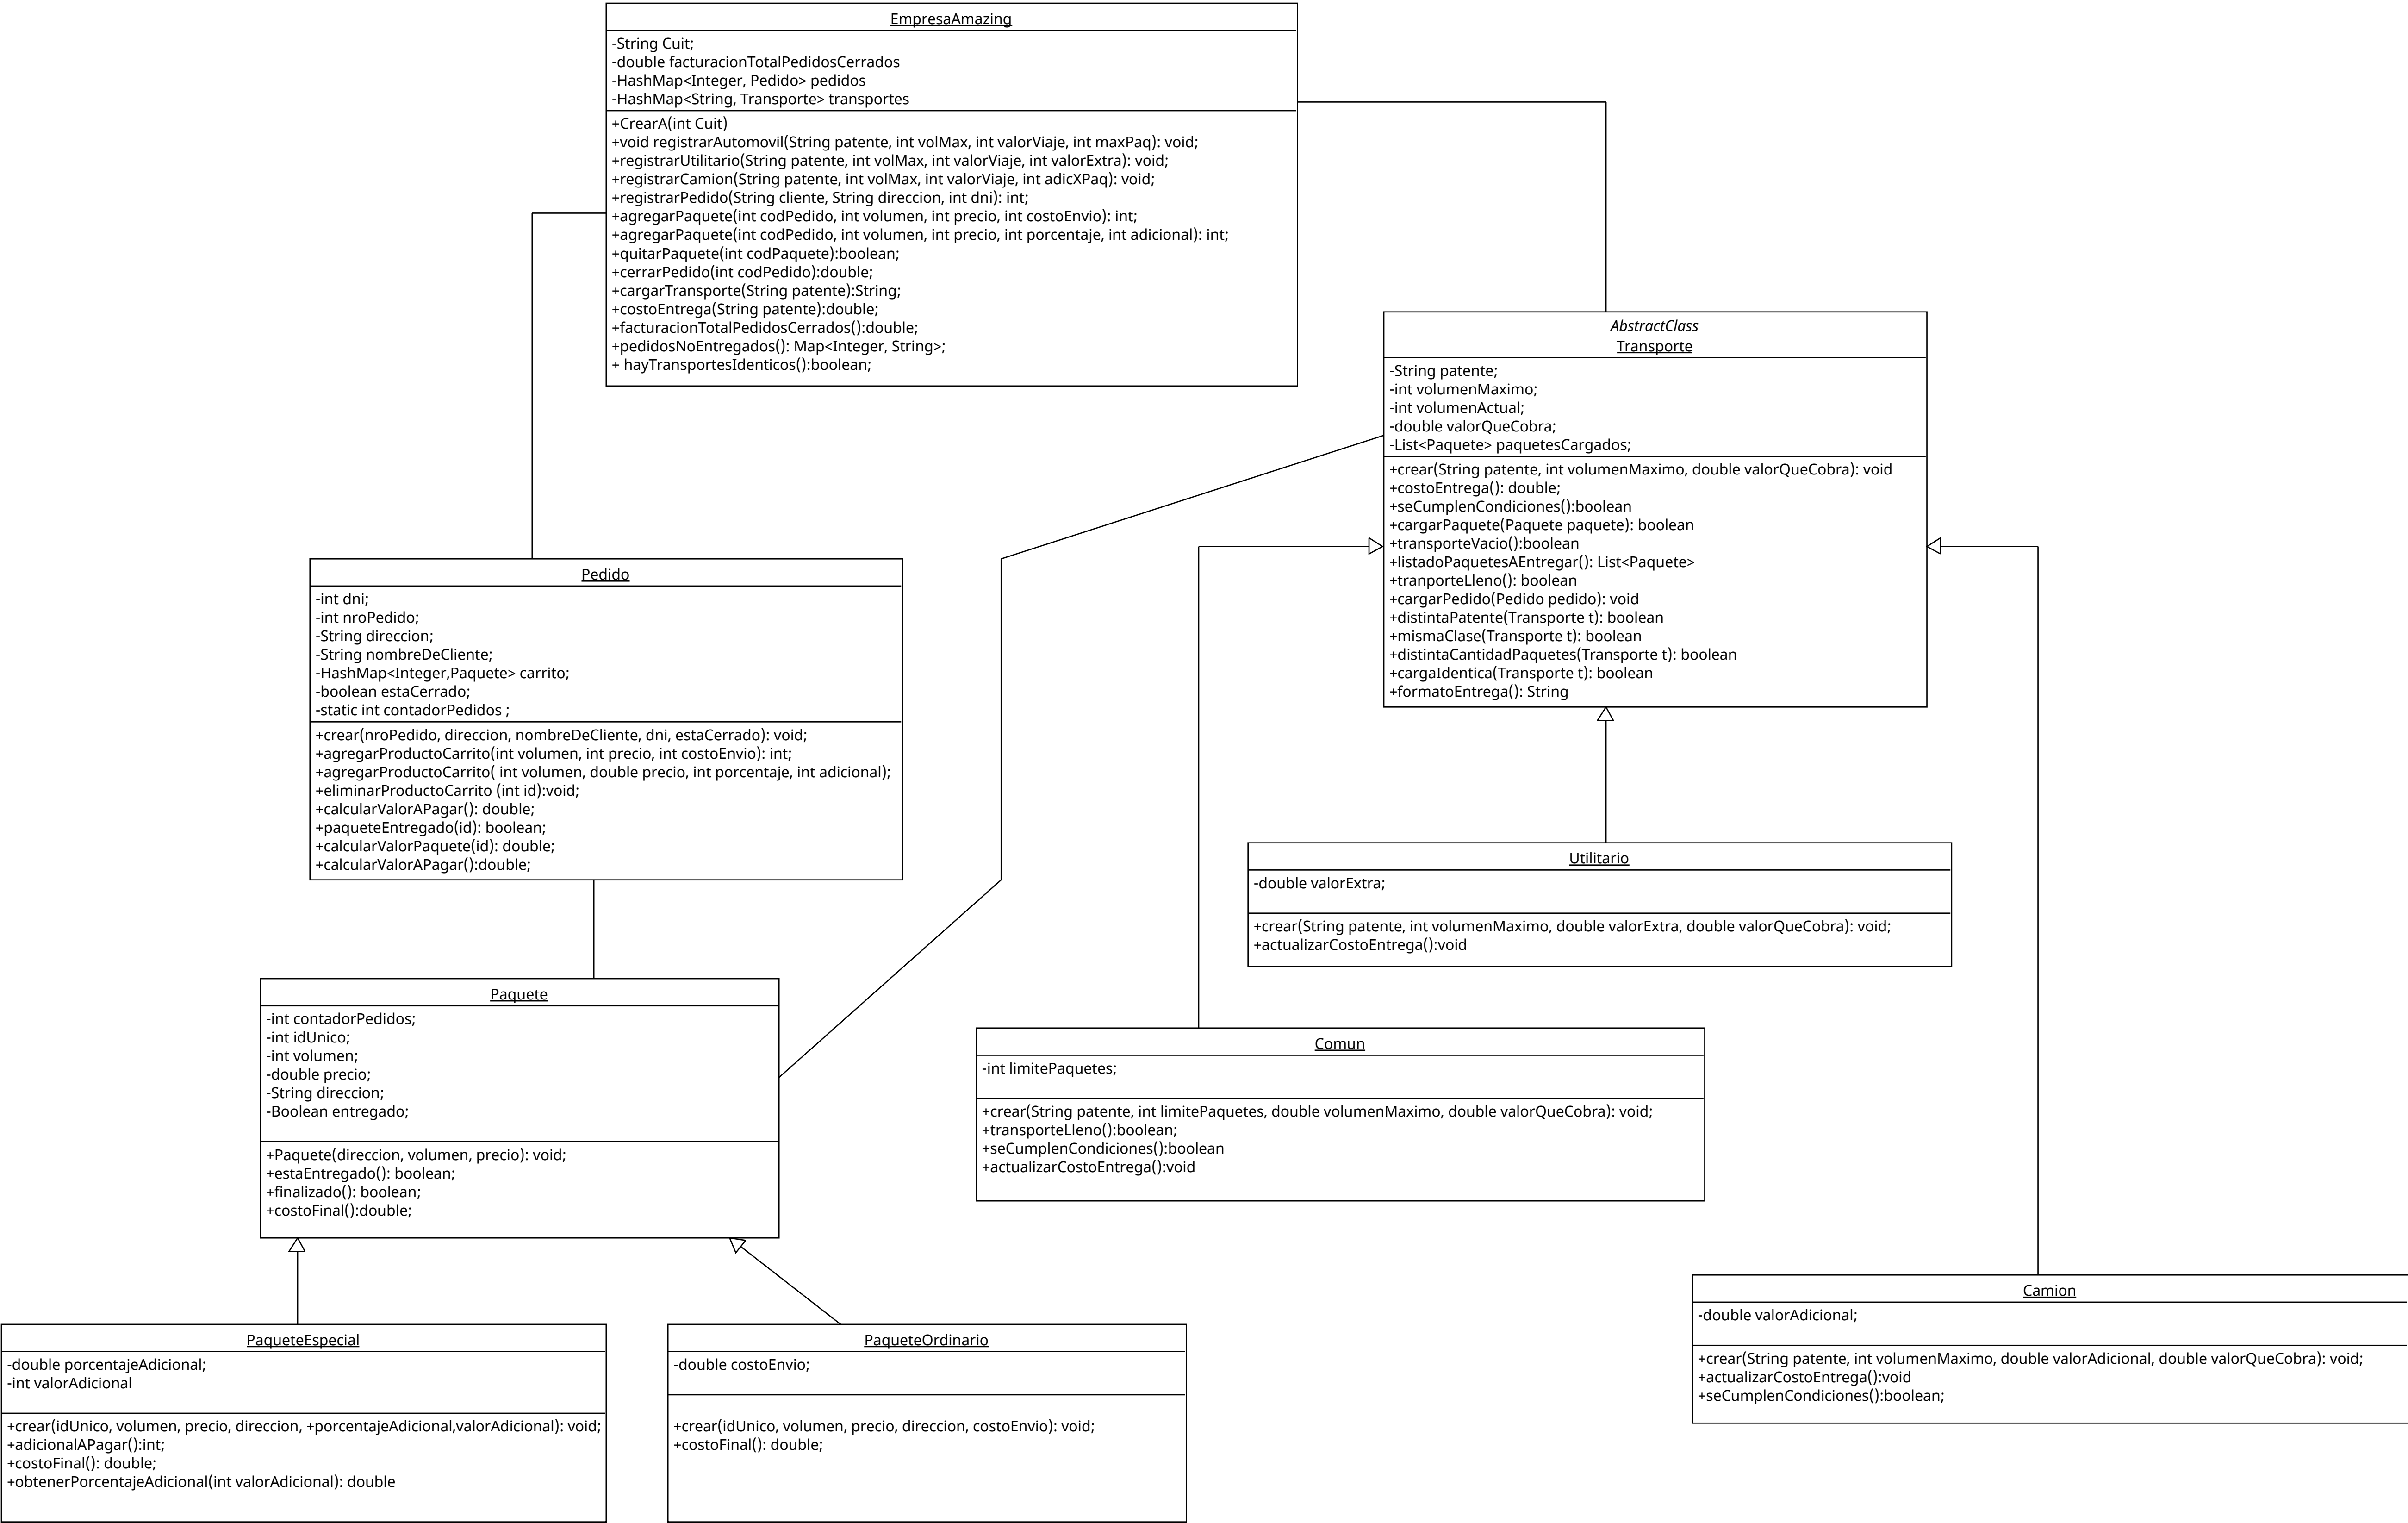 EmpresaAmazing
-String Cuit;
-double facturacionTotalPedidosCerrados
-HashMap<Integer, Pedido> pedidos
-HashMap<String, Transporte> transportes
+CrearA(int Cuit)
+void registrarAutomovil(String patente, int volMax, int valorViaje, int maxPaq): void;
+registrarUtilitario(String patente, int volMax, int valorViaje, int valorExtra): void;
+registrarCamion(String patente, int volMax, int valorViaje, int adicXPaq): void;
+registrarPedido(String cliente, String direccion, int dni): int;
+agregarPaquete(int codPedido, int volumen, int precio, int costoEnvio): int;
+agregarPaquete(int codPedido, int volumen, int precio, int porcentaje, int adicional): int;
+quitarPaquete(int codPaquete):boolean;
+cerrarPedido(int codPedido):double;
+cargarTransporte(String patente):String;
+costoEntrega(String patente):double;
+facturacionTotalPedidosCerrados():double;
+pedidosNoEntregados(): Map<Integer, String>;
+ hayTransportesIdenticos():boolean;
AbstractClass
Transporte
-String patente;
-int volumenMaximo;
-int volumenActual;
-double valorQueCobra;
-List<Paquete> paquetesCargados;
+crear(String patente, int volumenMaximo, double valorQueCobra): void
+costoEntrega(): double;
+seCumplenCondiciones():boolean
+cargarPaquete(Paquete paquete): boolean
+transporteVacio():boolean
+listadoPaquetesAEntregar(): List<Paquete>
+tranporteLleno(): boolean
+cargarPedido(Pedido pedido): void
+distintaPatente(Transporte t): boolean
+mismaClase(Transporte t): boolean
+distintaCantidadPaquetes(Transporte t): boolean
+cargaIdentica(Transporte t): boolean
+formatoEntrega(): String
Pedido
-int dni;
-int nroPedido;
-String direccion;
-String nombreDeCliente;
-HashMap<Integer,Paquete> carrito;
-boolean estaCerrado;
-static int contadorPedidos ;
+crear(nroPedido, direccion, nombreDeCliente, dni, estaCerrado): void;
+agregarProductoCarrito(int volumen, int precio, int costoEnvio): int;
+agregarProductoCarrito( int volumen, double precio, int porcentaje, int adicional);
+eliminarProductoCarrito (int id):void;
+calcularValorAPagar(): double;
+paqueteEntregado(id): boolean;
+calcularValorPaquete(id): double;
+calcularValorAPagar():double;
Utilitario
-double valorExtra;
+crear(String patente, int volumenMaximo, double valorExtra, double valorQueCobra): void;
+actualizarCostoEntrega():void
Paquete
-int contadorPedidos;
-int idUnico;
-int volumen;
-double precio;
-String direccion;
-Boolean entregado;
+Paquete(direccion, volumen, precio): void;
+estaEntregado(): boolean;
+finalizado(): boolean;
+costoFinal():double;
Comun
-int limitePaquetes;
+crear(String patente, int limitePaquetes, double volumenMaximo, double valorQueCobra): void;
+transporteLleno():boolean;
+seCumplenCondiciones():boolean
+actualizarCostoEntrega():void
Camion
-double valorAdicional;
+crear(String patente, int volumenMaximo, double valorAdicional, double valorQueCobra): void;
+actualizarCostoEntrega():void
+seCumplenCondiciones():boolean;
PaqueteEspecial
-double porcentajeAdicional;
-int valorAdicional
+crear(idUnico, volumen, precio, direccion, +porcentajeAdicional,valorAdicional): void;
+adicionalAPagar():int;
+costoFinal(): double;
+obtenerPorcentajeAdicional(int valorAdicional): double
PaqueteOrdinario
-double costoEnvio;
+crear(idUnico, volumen, precio, direccion, costoEnvio): void;
+costoFinal(): double;